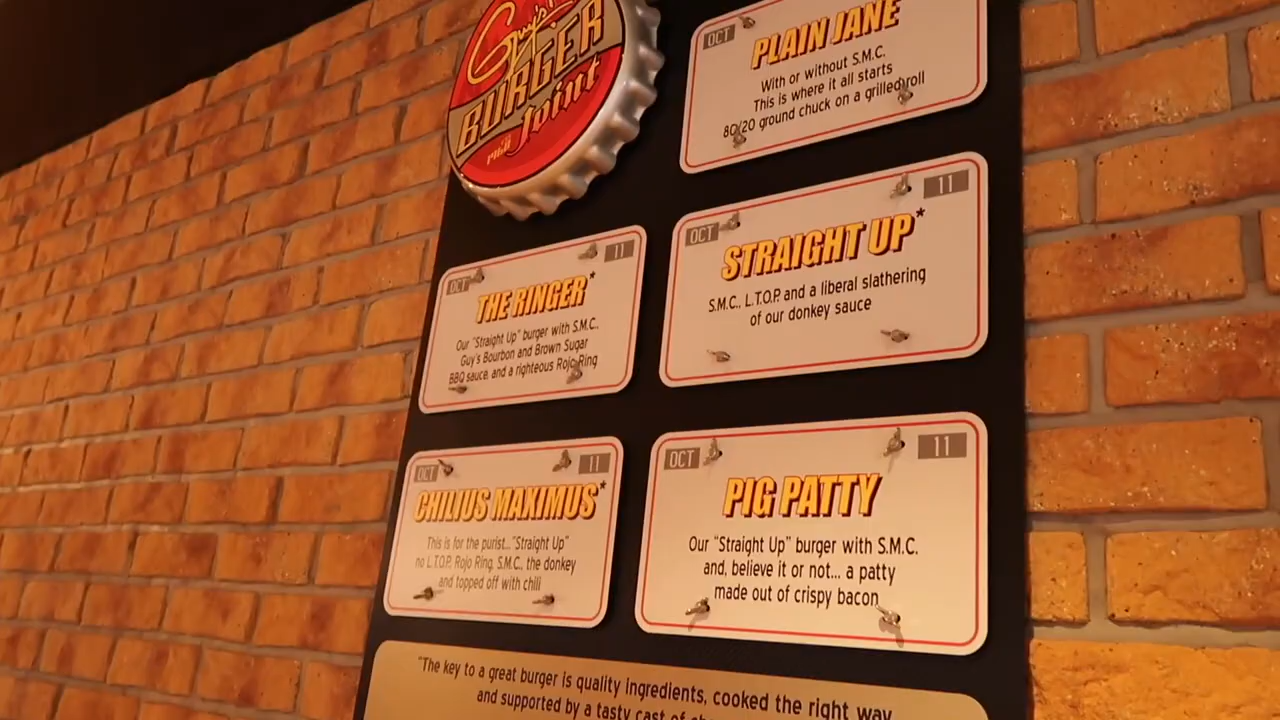 Guy's
BURGER
Joint
OCT
PLAIN JANE
With or without S.M.C.
This is where it all starts
80/20 ground chuck on a grilled roll
OCT 11
STRAIGHT UP*
S.M.C., L.T.O.P. and a liberal slathering
of our donkey sauce
OCT 11
THE RINGER*
Our "Straight Up" burger with S.M.C.,
Guy's Bourbon and Brown Sugar
BBQ sauce, and a righteous Rojo Ring
OCT 11
CHILIUS MAXIMUS*
This is for the purist... "Straight Up"
no L.T.O.P. Rojo Ring, S.M.C., the donkey
and topped off with chili
OCT 11
PIG PATTY
Our "Straight Up" burger with S.M.C.
and, believe it or not... a patty
made out of crispy bacon
"The key to a great burger is quality ingredients, cooked the right way
and supported by a tasty cast of